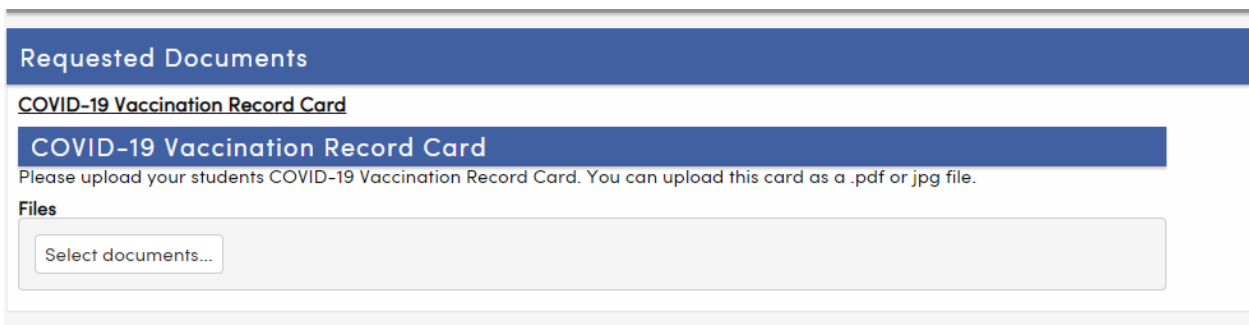 Requested Documents
COVID-19 Vaccination Record Card
COVID-19 Vaccination Record Card
Please upload your students COVID-19 Vaccination Record Card. You can upload this card as a .pdf or jpg file.
Files
Select documents...